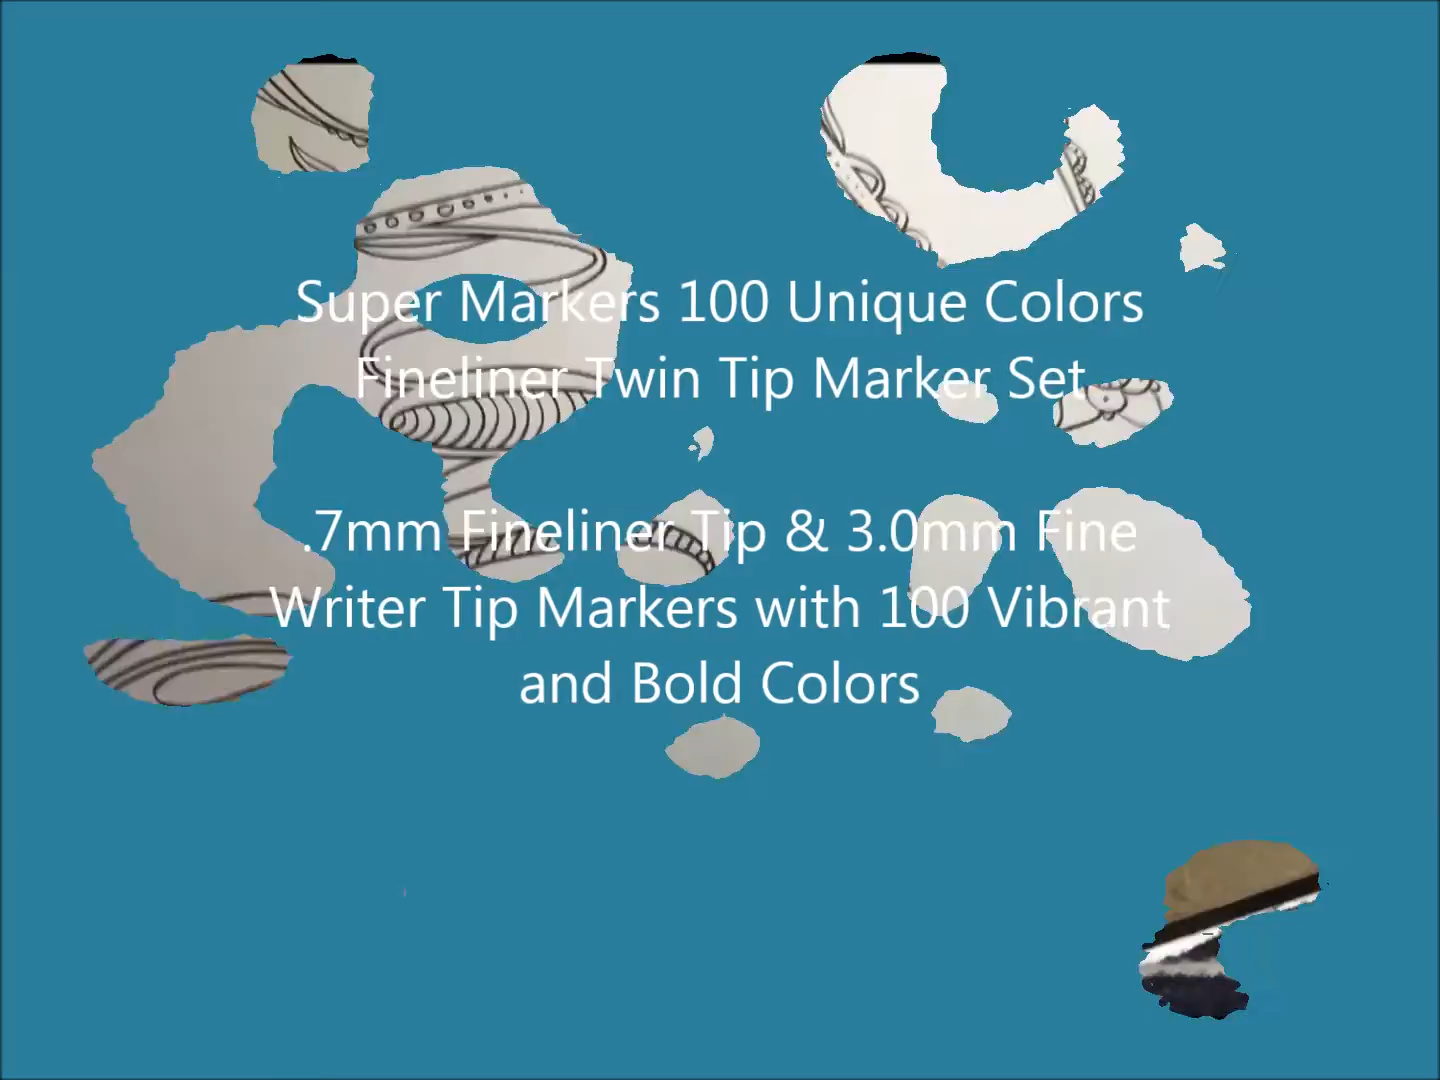 Super Markers 100 Unique Colors
Fineliner Twin Tip Marker Set
.7mm Fineliner Tip & 3.0mm Fine
Writer Tip Markers with 100 Vibrant
and Bold Colors